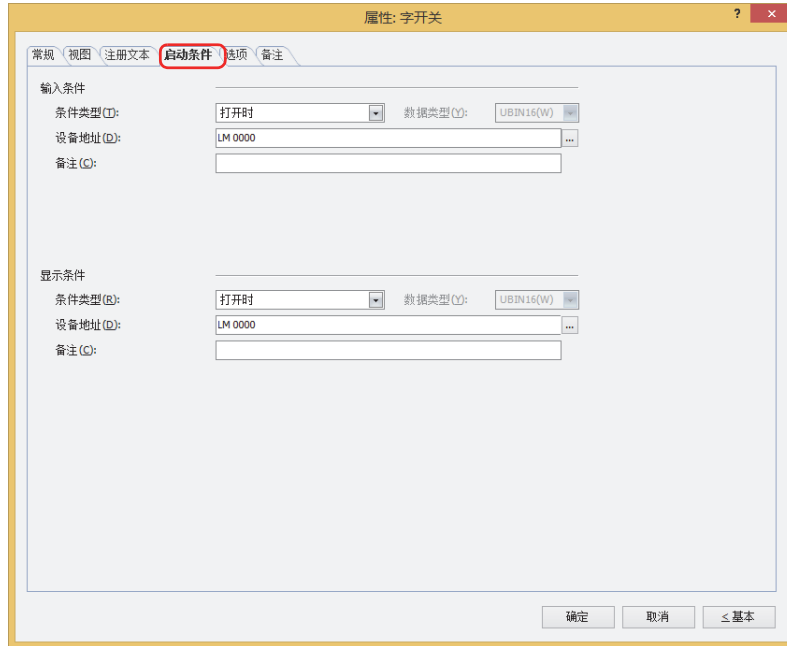 属性: 字开关
?
×
常规 视图 注册文本 启动条件 选项 备注
输入条件
条件类型(T): 打开时 数据类型(Y): UBIN16(W)
设备地址(D): LM 0000 ...
备注(C):
显示条件
条件类型(R): 打开时 数据类型(Y): UBIN16(W)
设备地址(D): LM 0000 ...
备注(C):
确定 取消 ≤基本